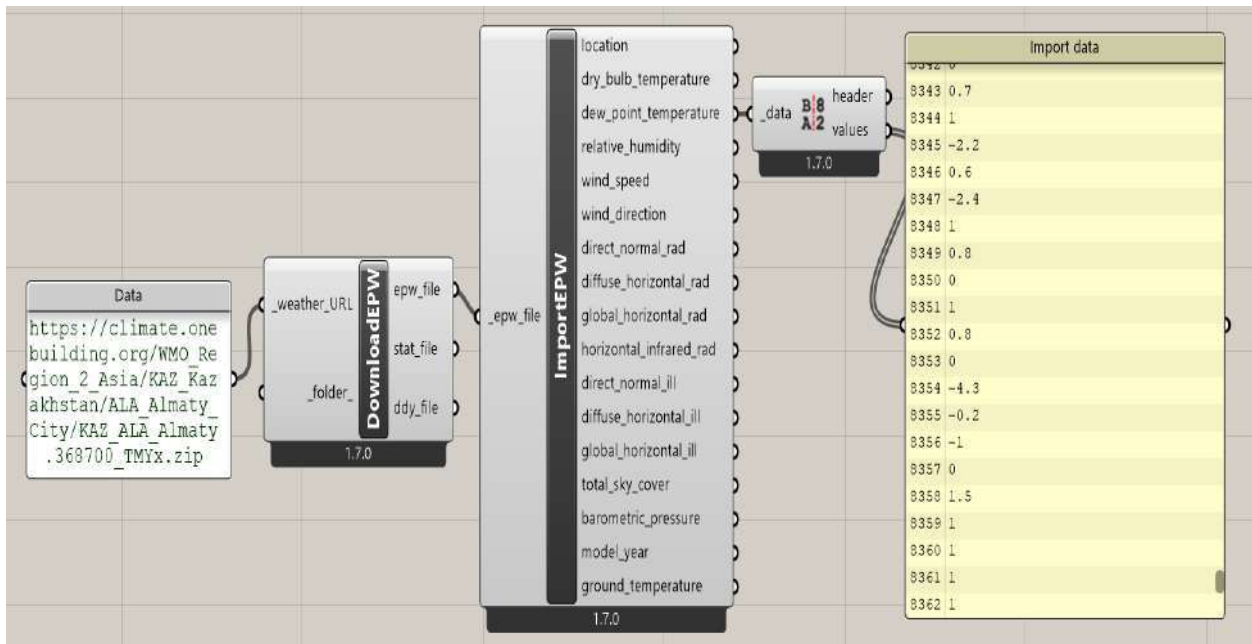 Data
https://climate.one
building.org/WMO_Re
gion_2_Asia/KAZ_Kaz
akhstan/ALA_Almaty_
City/KAZ_ALA_Almaty
.368700_TMYx.zip
_weather_URL
_folder_
DownloadEPW
epw_file
stat_file
ddy_file
1.7.0
_epw_file
ImportEPW
location
dry_bulb_temperature
dew_point_temperature
relative_humidity
wind_speed
wind_direction
direct_normal_rad
diffuse_horizontal_rad
global_horizontal_rad
horizontal_infrared_rad
direct_normal_ill
diffuse_horizontal_ill
global_horizontal_ill
total_sky_cover
barometric_pressure
model_year
ground_temperature
1.7.0
_data
B 8
A 2
header
values
1.7.0
Import data
8342 0
8343 0.7
8344 1
8345 -2.2
8346 0.6
8347 -2.4
8348 1
8349 0.8
8350 0
8351 1
8352 0.8
8353 0
8354 -4.3
8355 -0.2
8356 -1
8357 0
8358 1.5
8359 1
8360 1
8361 1
8362 1